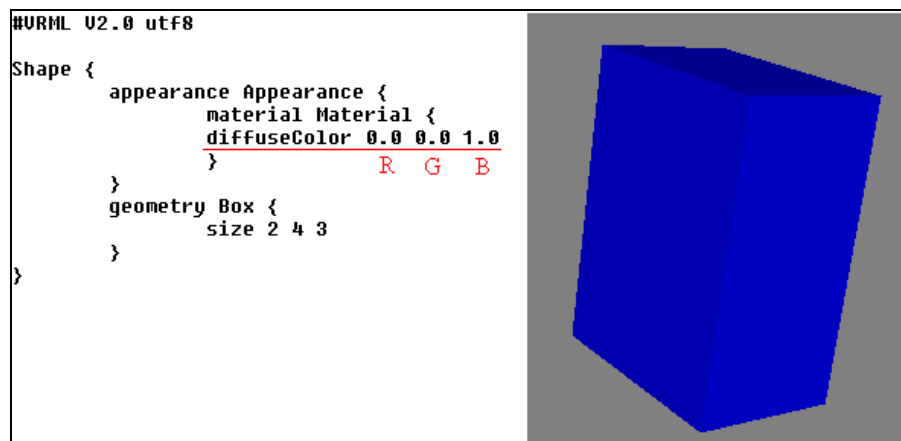 #VRML V2.0 utf8
Shape {
appearance Appearance {
material Material {
diffuseColor 0.0 0.0 1.0
} R G B
}
geometry Box {
size 2 4 3
}
}